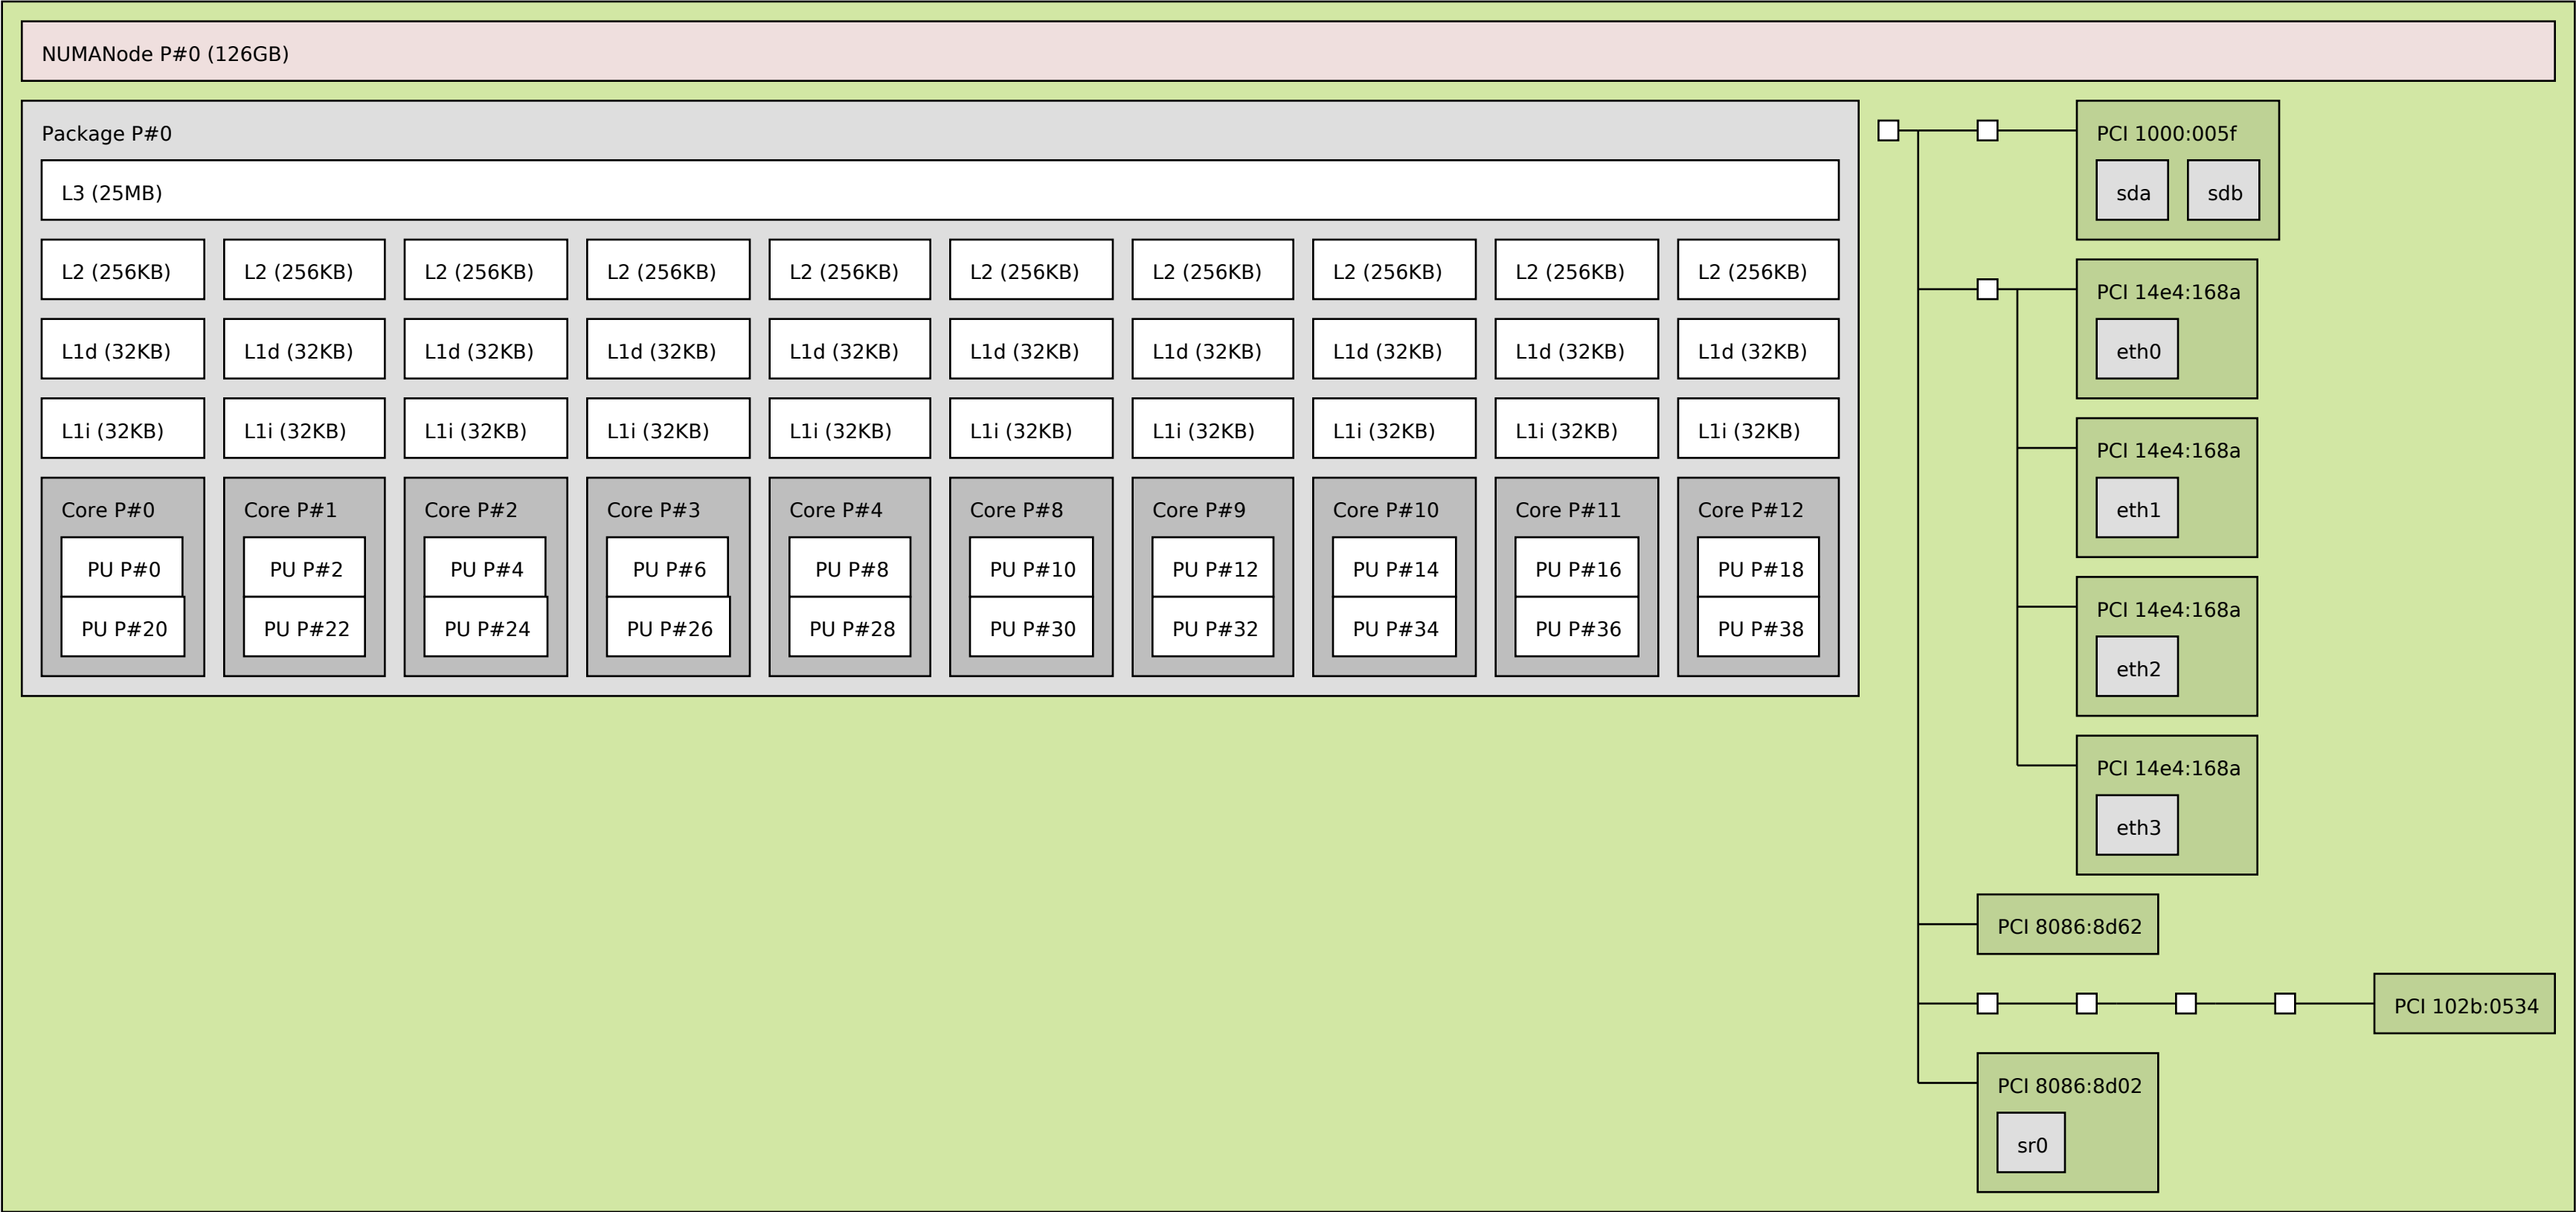 NUMANode P#0 (126GB)
Package P#0
L3 (25MB)
L2 (256KB) L2 (256KB) L2 (256KB) L2 (256KB) L2 (256KB) L2 (256KB) L2 (256KB) L2 (256KB) L2 (256KB) L2 (256KB)
L1d (32KB) L1d (32KB) L1d (32KB) L1d (32KB) L1d (32KB) L1d (32KB) L1d (32KB) L1d (32KB) L1d (32KB) L1d (32KB)
L1i (32KB) L1i (32KB) L1i (32KB) L1i (32KB) L1i (32KB) L1i (32KB) L1i (32KB) L1i (32KB) L1i (32KB) L1i (32KB)
Core P#0 Core P#1 Core P#2 Core P#3 Core P#4 Core P#8 Core P#9 Core P#10 Core P#11 Core P#12
PU P#0 PU P#2 PU P#4 PU P#6 PU P#8 PU P#10 PU P#12 PU P#14 PU P#16 PU P#18
PU P#20 PU P#22 PU P#24 PU P#26 PU P#28 PU P#30 PU P#32 PU P#34 PU P#36 PU P#38
PCI 1000:005f
sda sdb
PCI 14e4:168a
eth0
PCI 14e4:168a
eth1
PCI 14e4:168a
eth2
PCI 14e4:168a
eth3
PCI 8086:8d62
PCI 102b:0534
PCI 8086:8d02
sr0